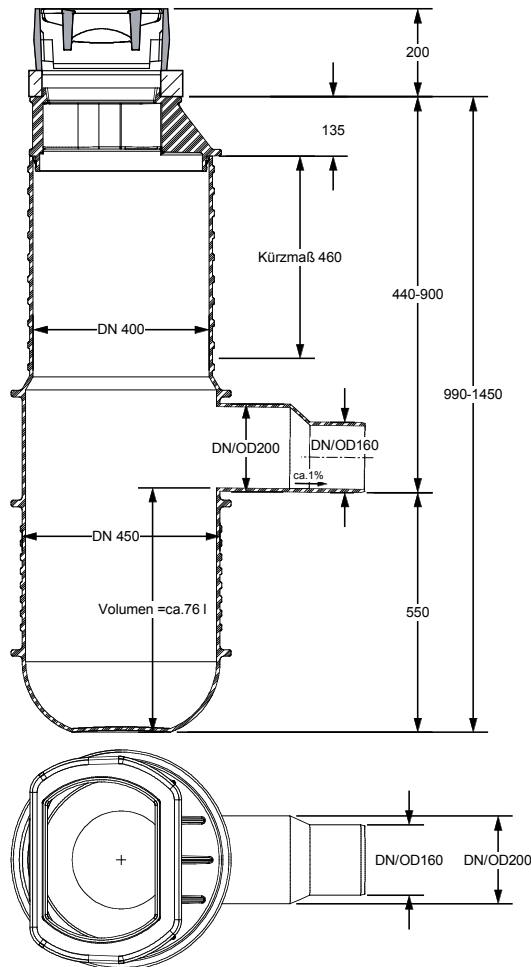 200
135
Kürzmaß 460
440-900
DN 400
990-1450
DN/OD200
DN/OD160
ca.1%
DN 450
Volumen =ca.76 l
550
DN/OD160
DN/OD200